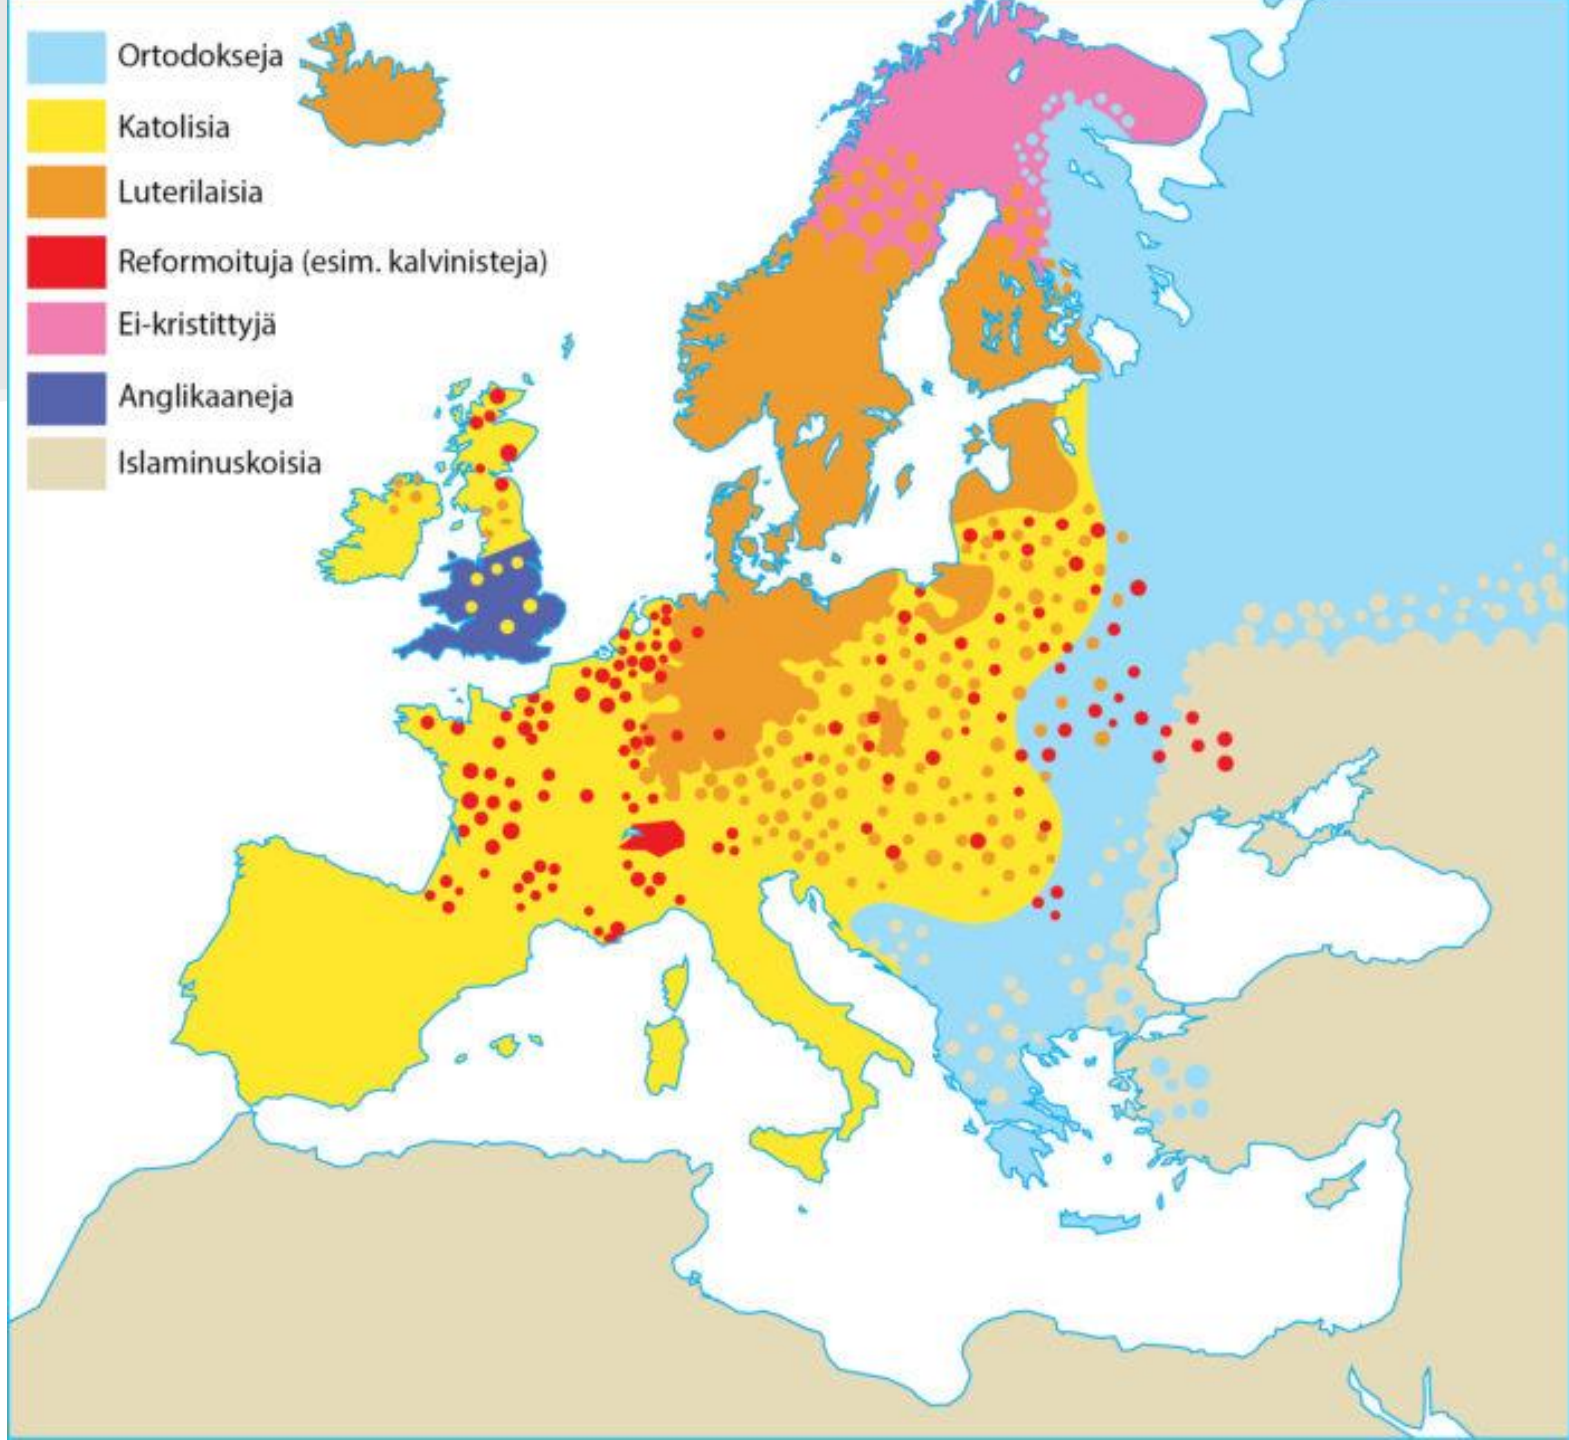 Ortodokseja
Katolisia
Luterilaisia
Reformoituja (esim. kalvinisteja)
Ei-kristittyjä
Anglikaaneja
Islaminuskoisia